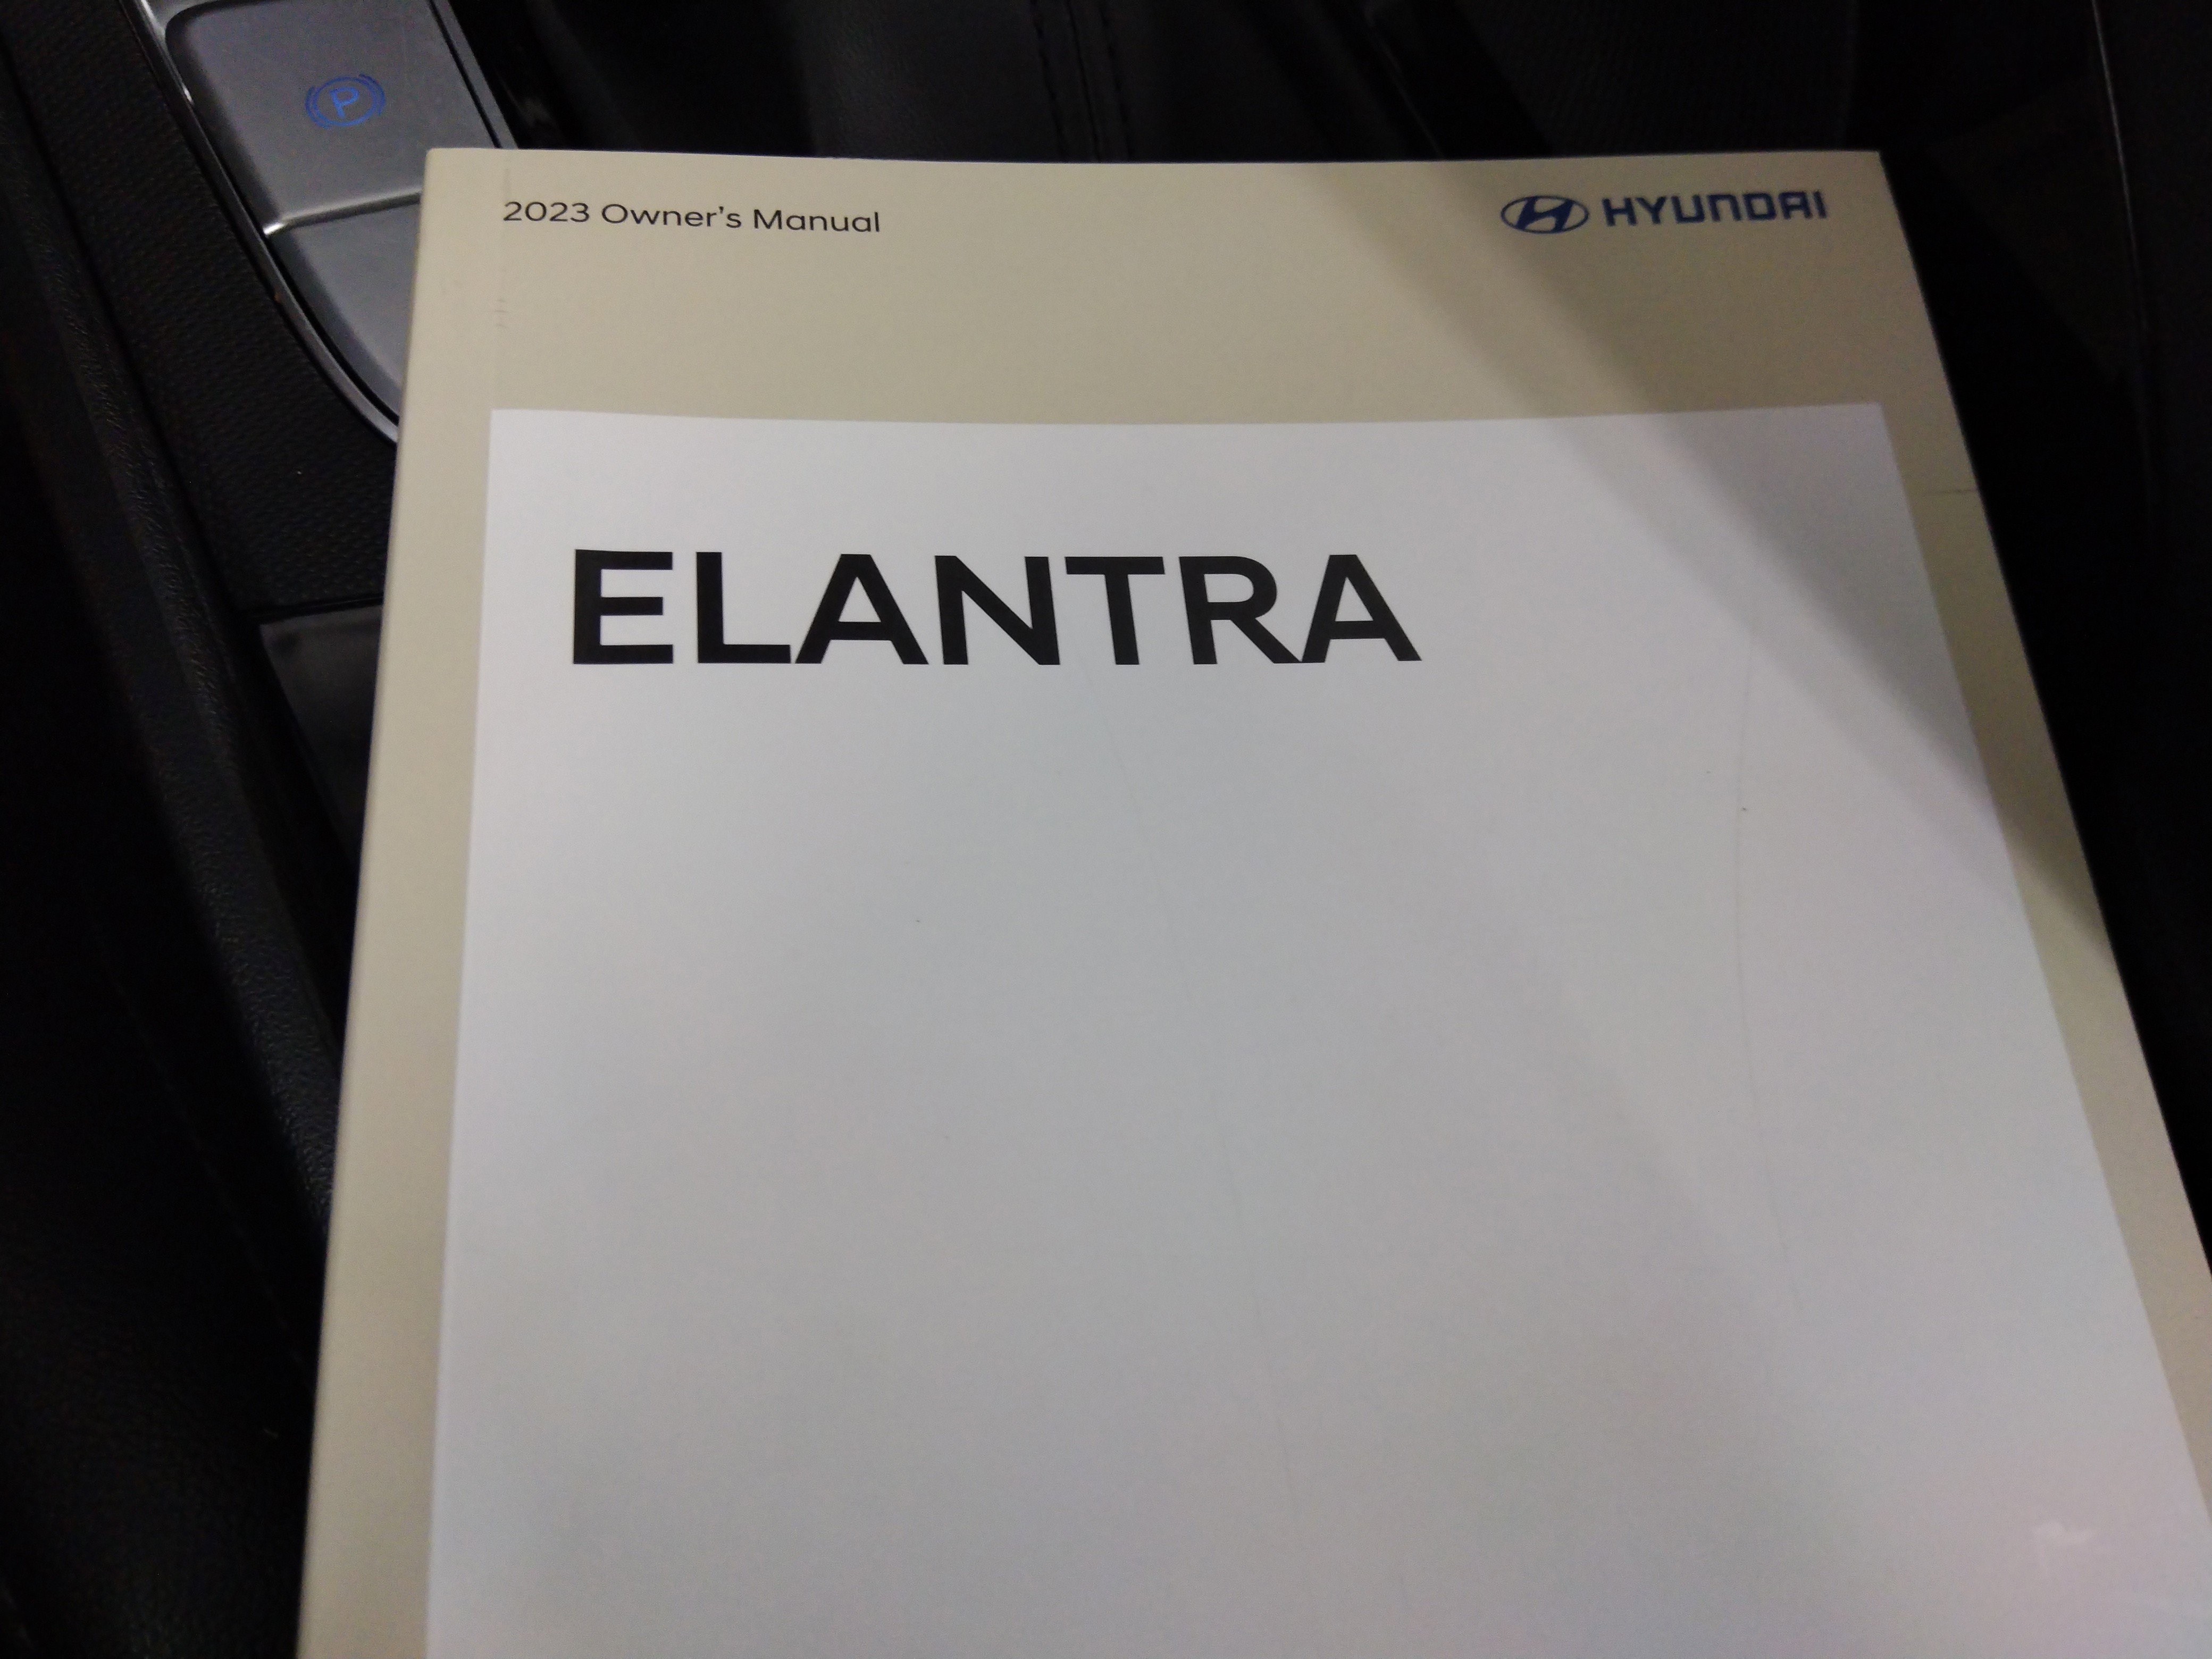 P
2023 Owner's Manual
HYUNDAI
ELANTRA